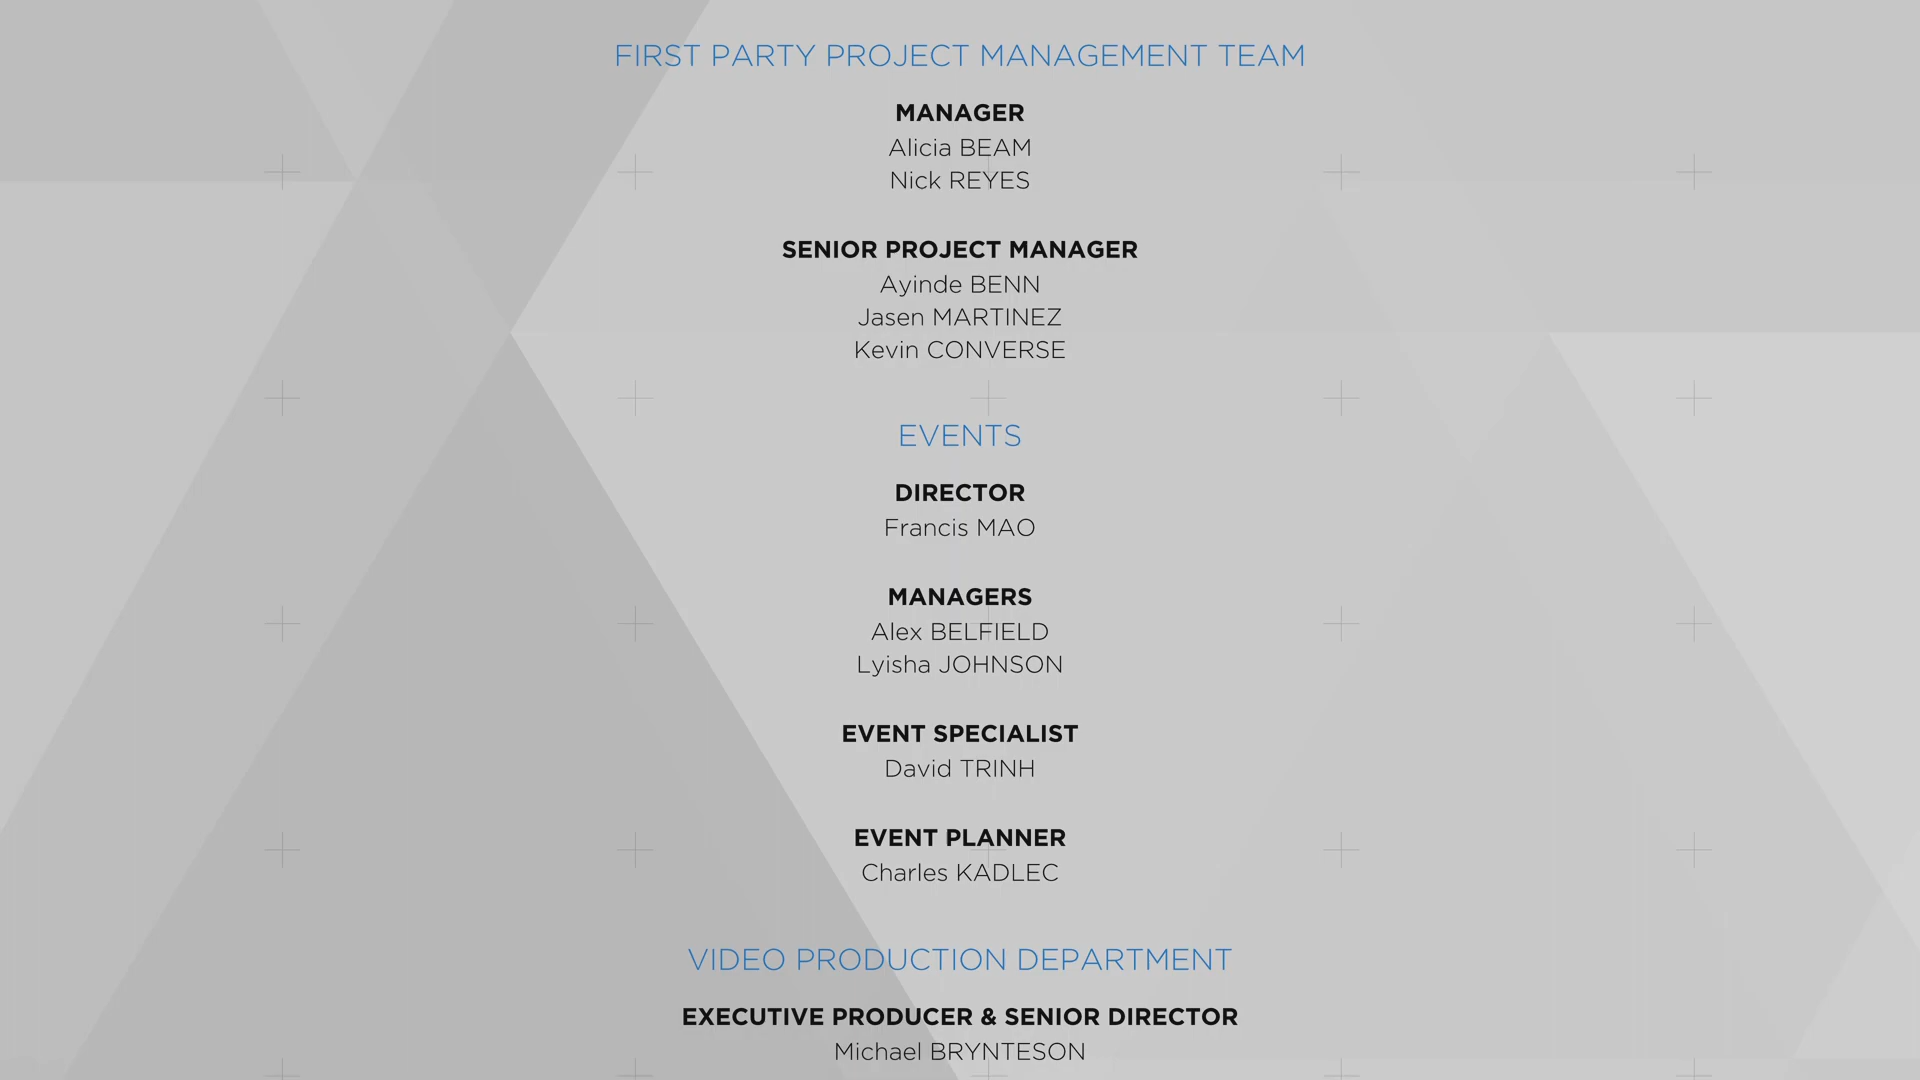 FIRST PARTY PROJECT MANAGEMENT TEAM
MANAGER
Alicia BEAM
Nick REYES
SENIOR PROJECT MANAGER
Ayinde BENN
Jasen MARTINEZ
Kevin CONVERSE
EVENTS
DIRECTOR
Francis MAO
MANAGERS
Alex BELFIELD
Lyisha JOHNSON
EVENT SPECIALIST
David TRINH
EVENT PLANNER
Charles KADLEC
VIDEO PRODUCTION DEPARTMENT
EXECUTIVE PRODUCER & SENIOR DIRECTOR
Michael BRYNTESON